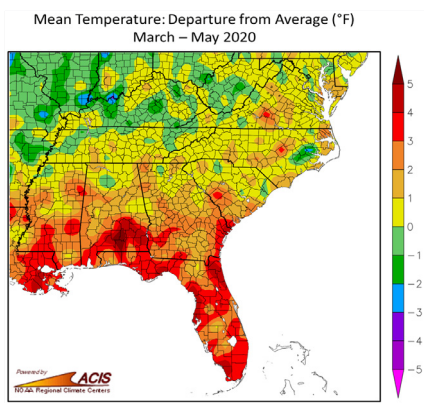 Mean Temperature: Departure from Average (°F)
March – May 2020
5
4
3
2
1
0
−1
−2
−3
−4
−5
Powered by
ACIS
NOAA Regional Climate Centers